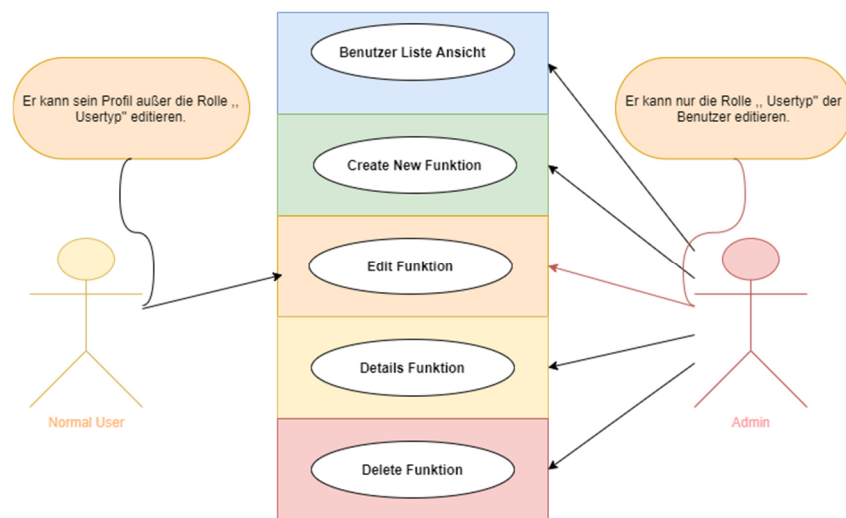 Benutzer Liste Ansicht
Er kann sein Profil außer die Rolle ,,
Usertyp" editieren.
Er kann nur die Rolle ,, Usertyp" der
Benutzer editieren.
Create New Funktion
Edit Funktion
Details Funktion
Normal User
Admin
Delete Funktion